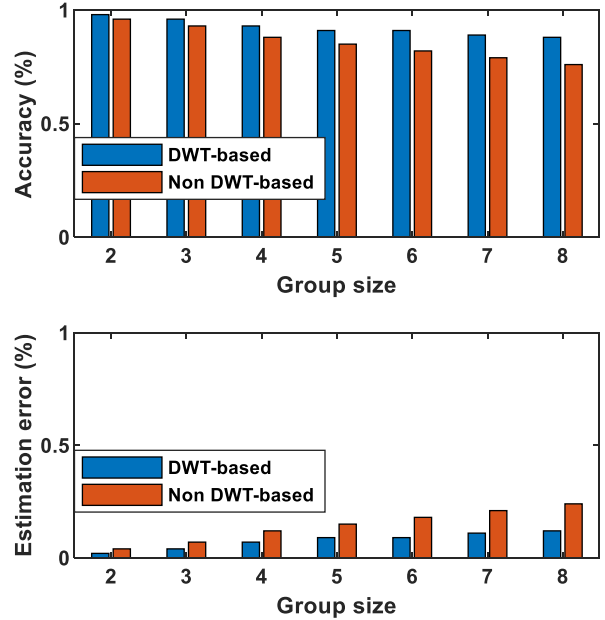 1
0.5
0
Accuracy (%)
DWT-based
Non DWT-based
2 3 4 5 6 7 8
Group size
1
0.5
0
Estimation error (%)
DWT-based
Non DWT-based
2 3 4 5 6 7 8
Group size